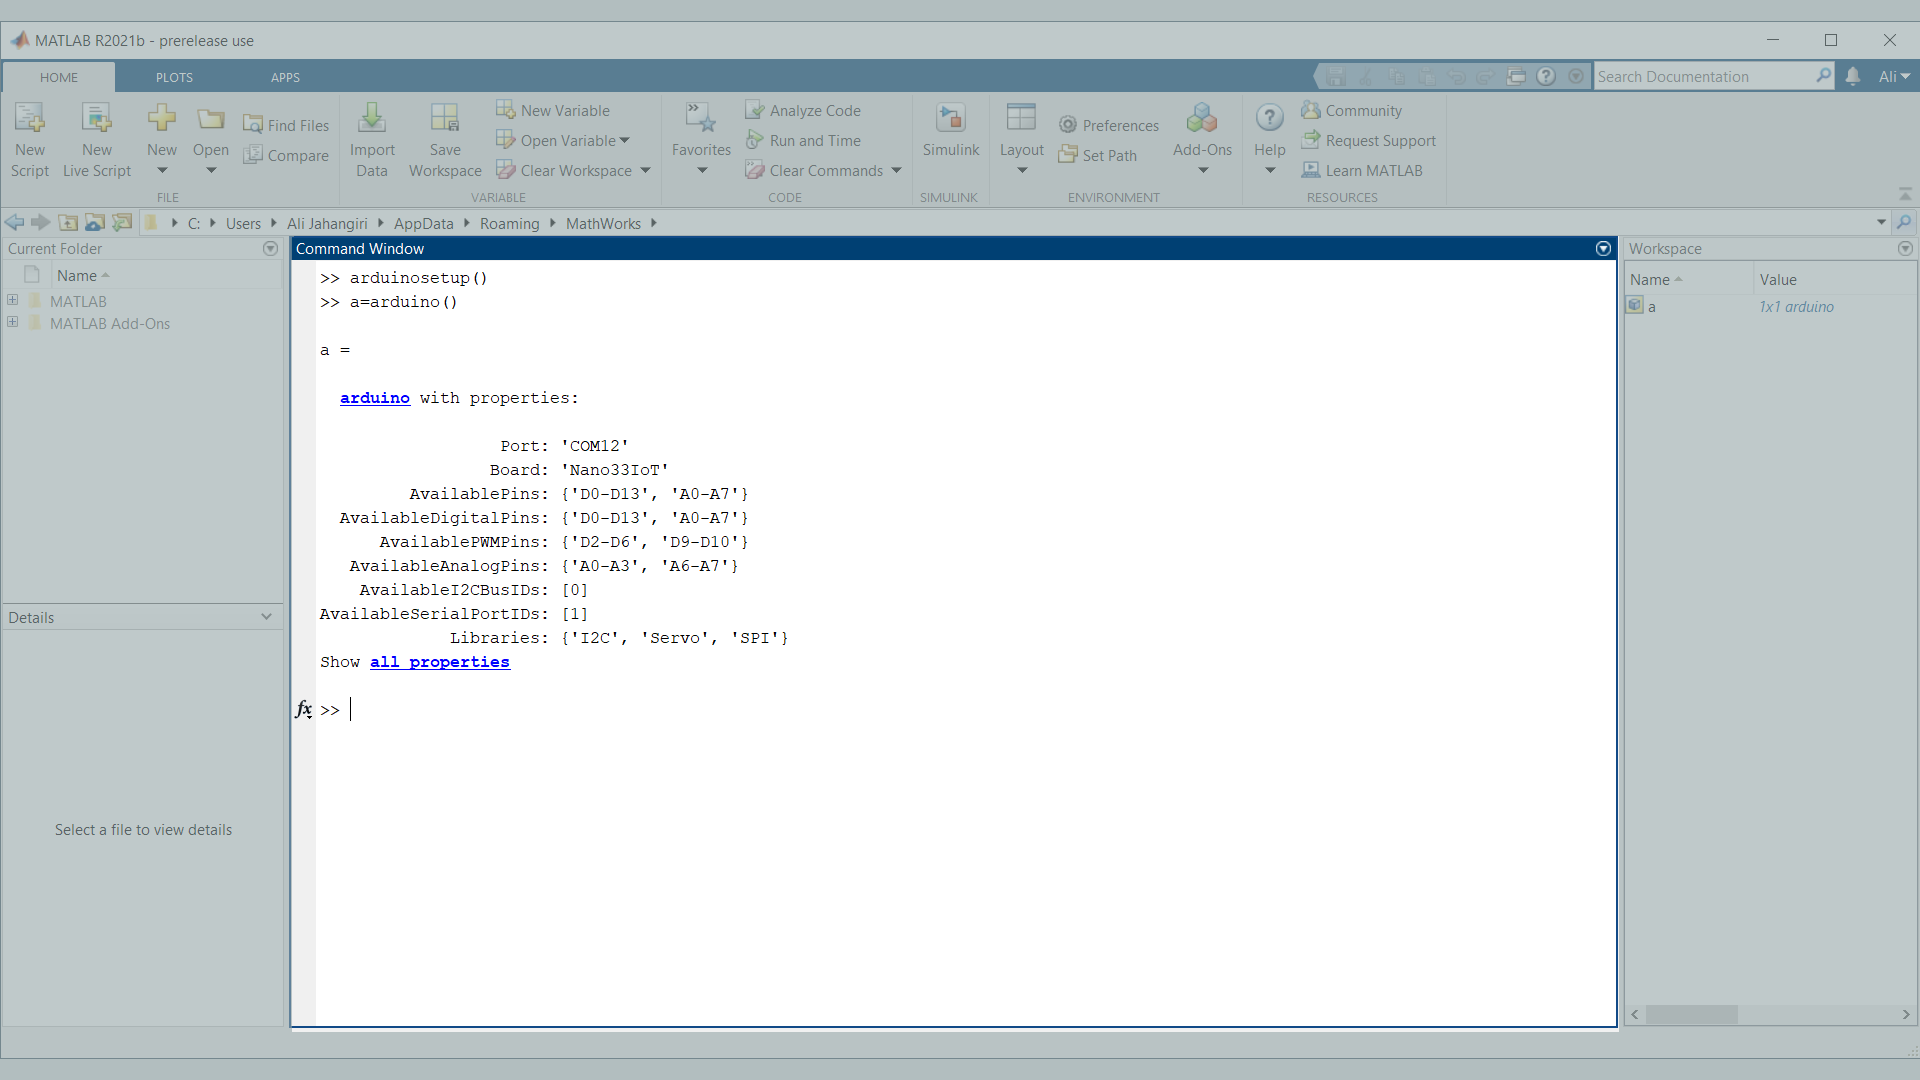 MATLAB R2021b - prerelease use
HOME PLOTS APPS
Search Documentation
Ali
New Script
New Live Script
New
Open
Find Files
Compare
FILE
Import Data
Save Workspace
New Variable
Open Variable
Clear Workspace
VARIABLE
Favorites
Analyze Code
Run and Time
Clear Commands
CODE
Simulink
SIMULINK
Layout
Preferences
Set Path
Add-Ons
ENVIRONMENT
Help
Community
Request Support
Learn MATLAB
RESOURCES
C: Users Ali Jahangiri AppData Roaming MathWorks
Current Folder
Name
MATLAB
MATLAB Add-Ons
Details
Select a file to view details
Command Window
>> arduinosetup()
>> a=arduino()
a =
arduino with properties:
Port: 'COM12'
Board: 'Nano33IoT'
AvailablePins: {'D0-D13', 'A0-A7'}
AvailableDigitalPins: {'D0-D13', 'A0-A7'}
AvailablePWMPins: {'D2-D6', 'D9-D10'}
AvailableAnalogPins: {'A0-A3', 'A6-A7'}
AvailableI2CBusIDs: [0]
AvailableSerialPortIDs: [1]
Libraries: {'I2C', 'Servo', 'SPI'}
Show all properties
fx >>
Workspace
Name Value
a 1x1 arduino